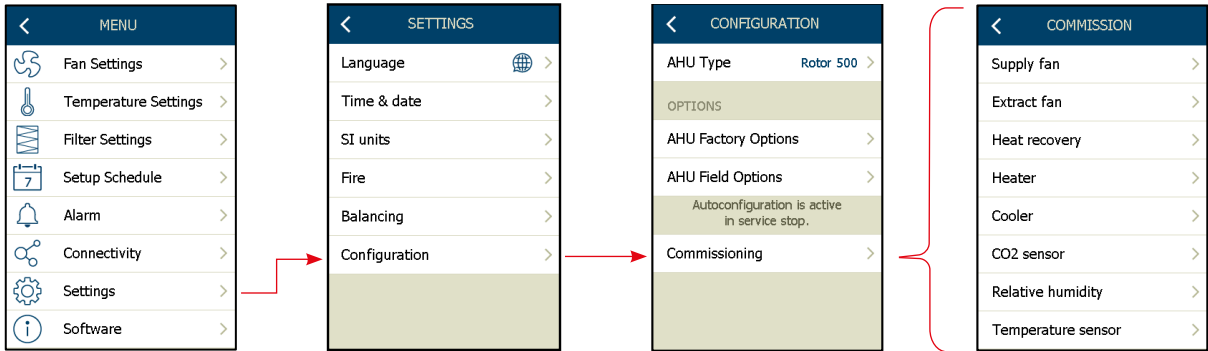 MENU
Fan Settings
Temperature Settings
Filter Settings
7
Setup Schedule
Alarm
Connectivity
Settings
i
Software
SETTINGS
Language
Time & date
SI units
Fire
Balancing
Configuration
CONFIGURATION
AHU Type Rotor 500
OPTIONS
AHU Factory Options
AHU Field Options
Autoconfiguration is active
in service stop.
Commissioning
COMMISSION
Supply fan
Extract fan
Heat recovery
Heater
Cooler
CO2 sensor
Relative humidity
Temperature sensor